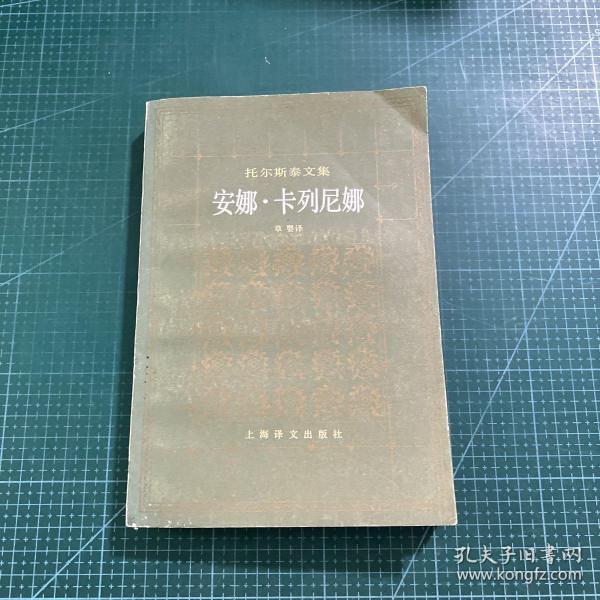 托尔斯泰文集
安娜·卡列尼娜
草婴译
上海译文出版社
孔夫子旧书网
www.kongfz.com